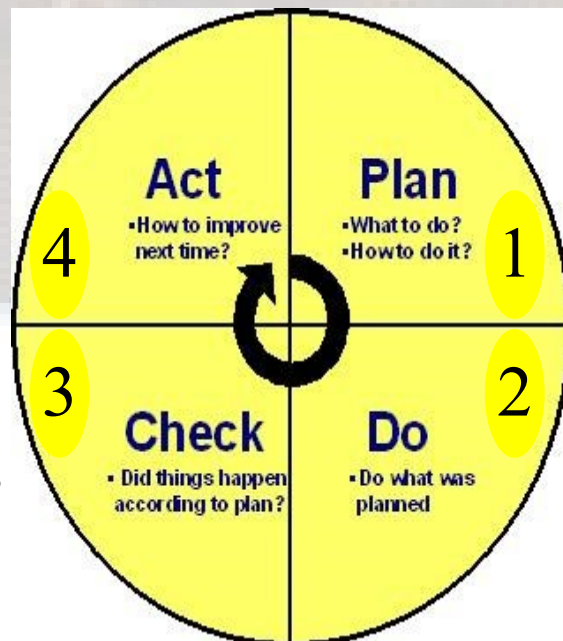 Act
▪How to improve
next time?
4
Plan
▪What to do?
▪How to do it?
1
3
Check
▪ Did things happen
according to plan?
Do
▪Do what was
planned
2